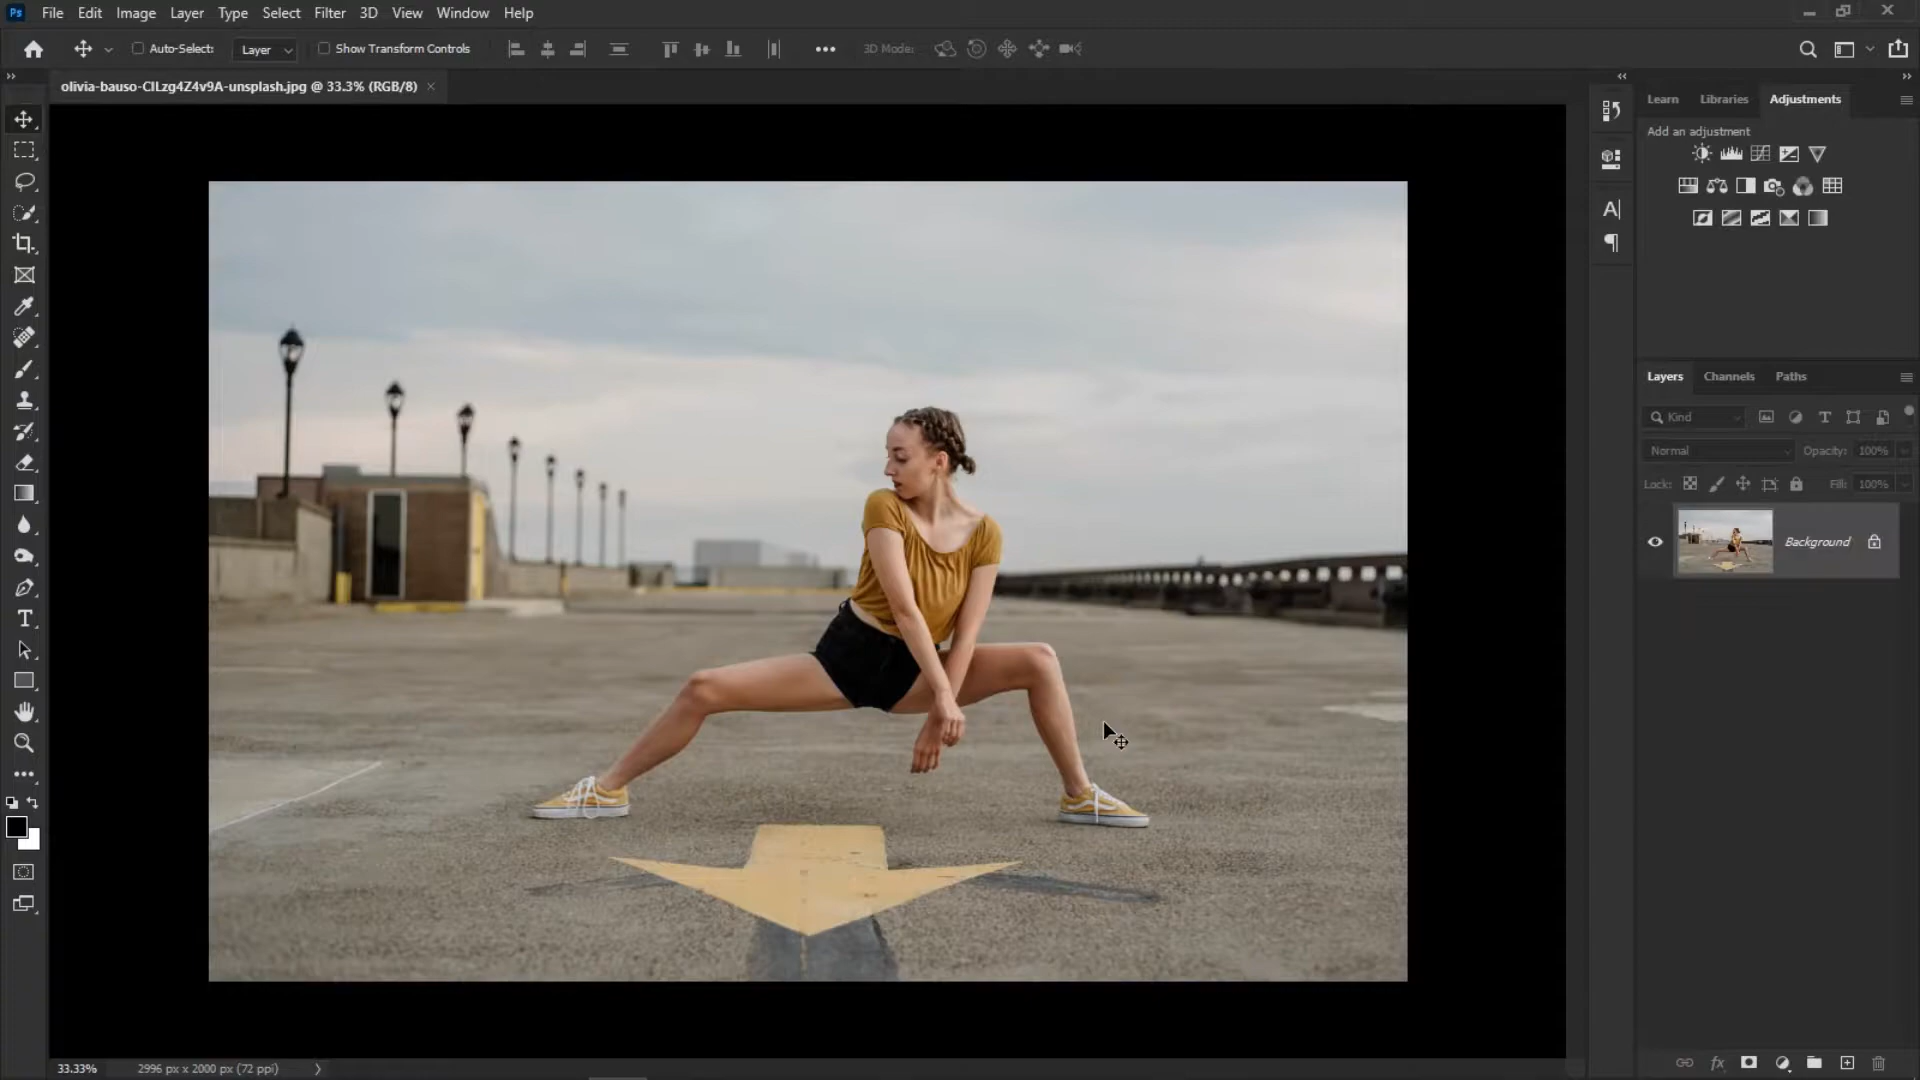 Ps File Edit Image Layer Type Select Filter 3D View Window Help
Auto-Select: Layer Show Transform Controls 3D Mode:
olivia-bauso-CILzg4Z4v9A-unsplash.jpg @ 33.3% (RGB/8)
Learn Libraries Adjustments
Add an adjustment
Layers Channels Paths
Kind
Normal Opacity: 100%
Lock: Fill: 100%
Background
33.33% 2996 px x 2000 px (72 ppi)